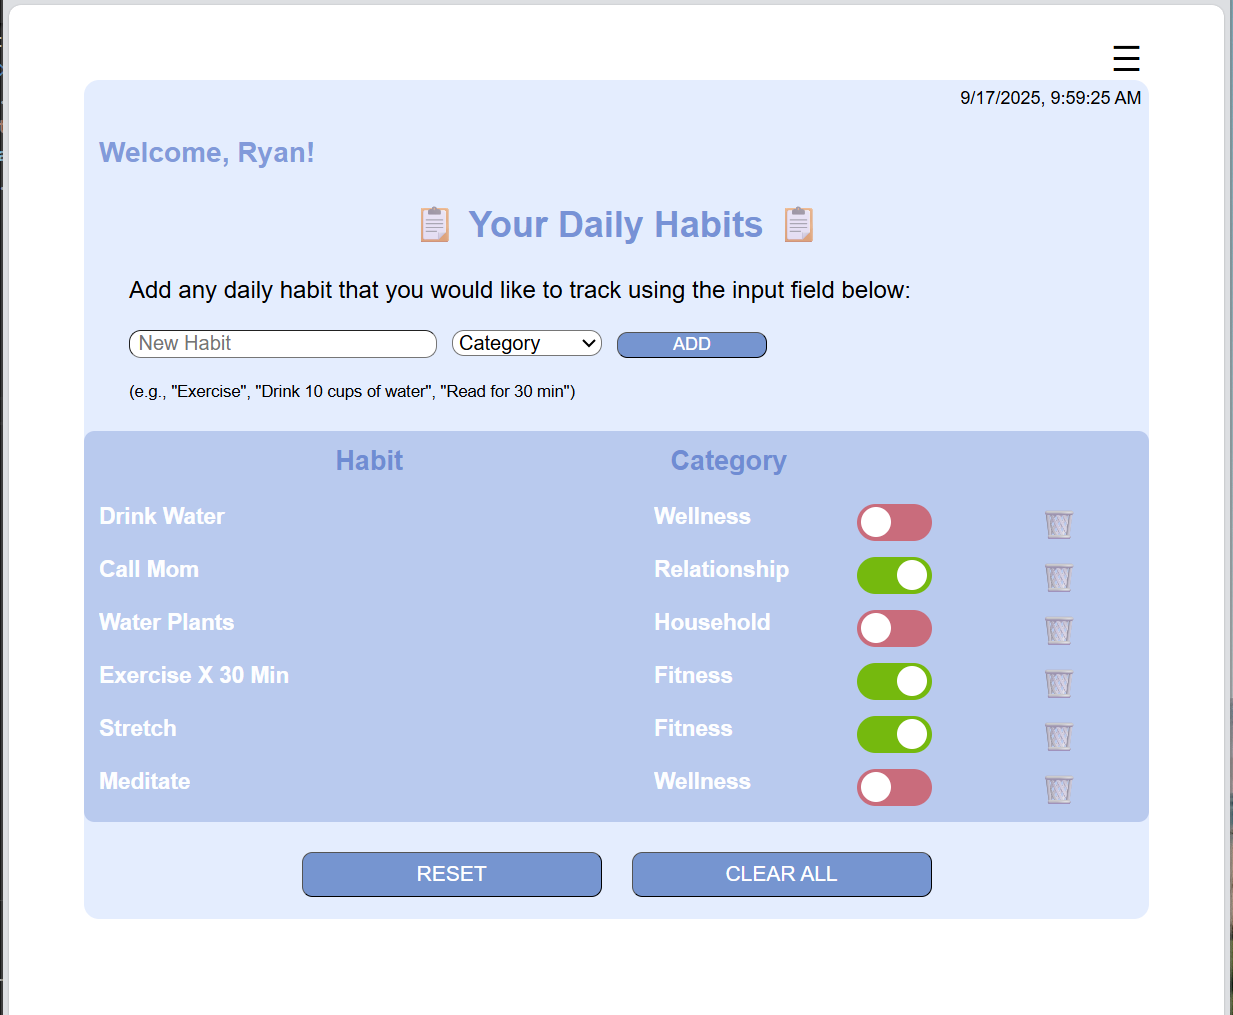 9/17/2025, 9:59:25 AM
Welcome, Ryan!
Your Daily Habits
Add any daily habit that you would like to track using the input field below:
New Habit Category ADD
(e.g., "Exercise", "Drink 10 cups of water", "Read for 30 min")
Habit Category
Drink Water Wellness
Call Mom Relationship
Water Plants Household
Exercise X 30 Min Fitness
Stretch Fitness
Meditate Wellness
RESET CLEAR ALL